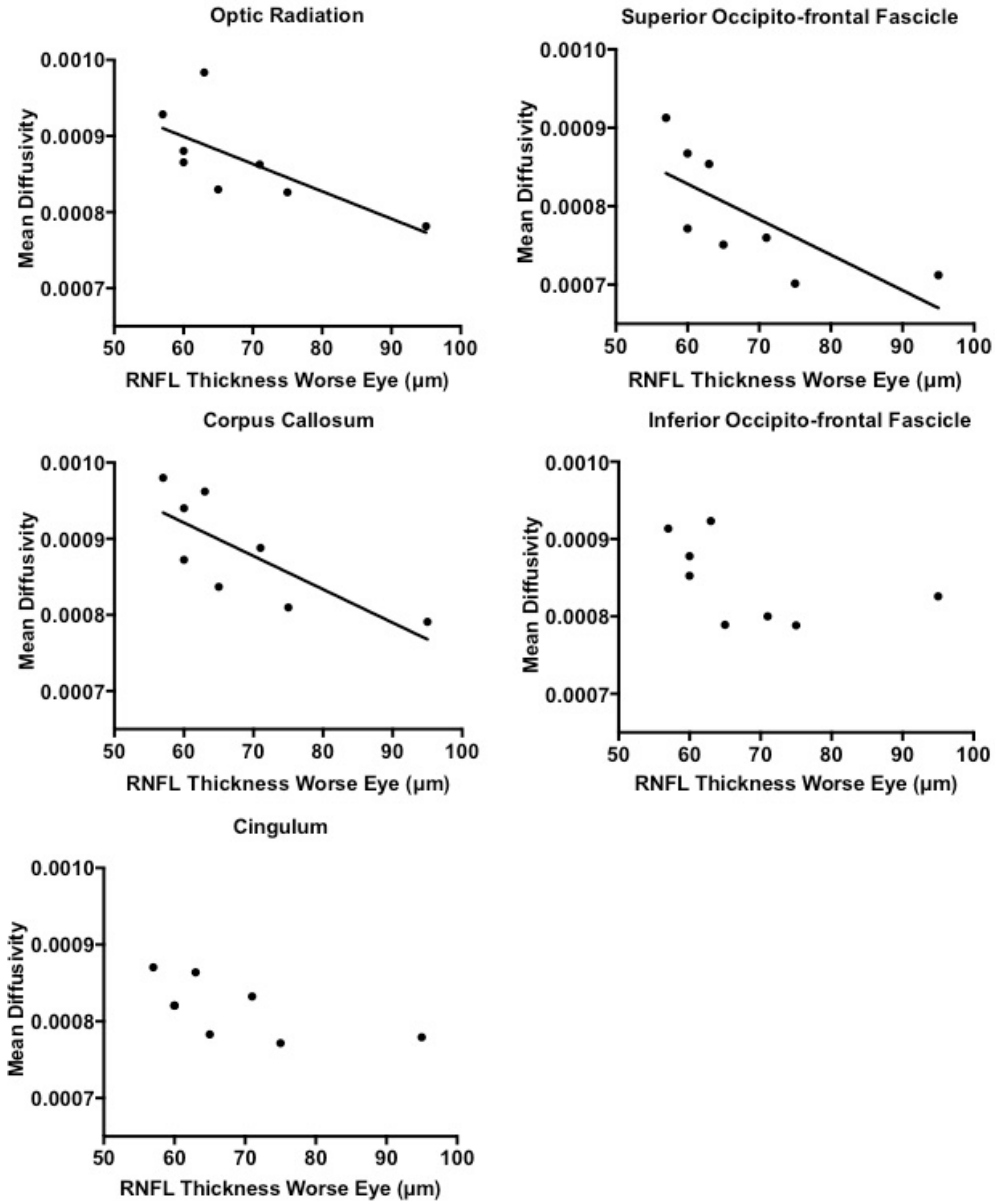 Optic Radiation
Mean Diffusivity
0.0010
0.0009
0.0008
0.0007
50 60 70 80 90 100
RNFL Thickness Worse Eye (µm)
Superior Occipito-frontal Fascicle
Mean Diffusivity
0.0010
0.0009
0.0008
0.0007
50 60 70 80 90 100
RNFL Thickness Worse Eye (µm)
Corpus Callosum
Mean Diffusivity
0.0010
0.0009
0.0008
0.0007
50 60 70 80 90 100
RNFL Thickness Worse Eye (µm)
Inferior Occipito-frontal Fascicle
Mean Diffusivity
0.0010
0.0009
0.0008
0.0007
50 60 70 80 90 100
RNFL Thickness Worse Eye (µm)
Cingulum
Mean Diffusivity
0.0010
0.0009
0.0008
0.0007
50 60 70 80 90 100
RNFL Thickness Worse Eye (µm)